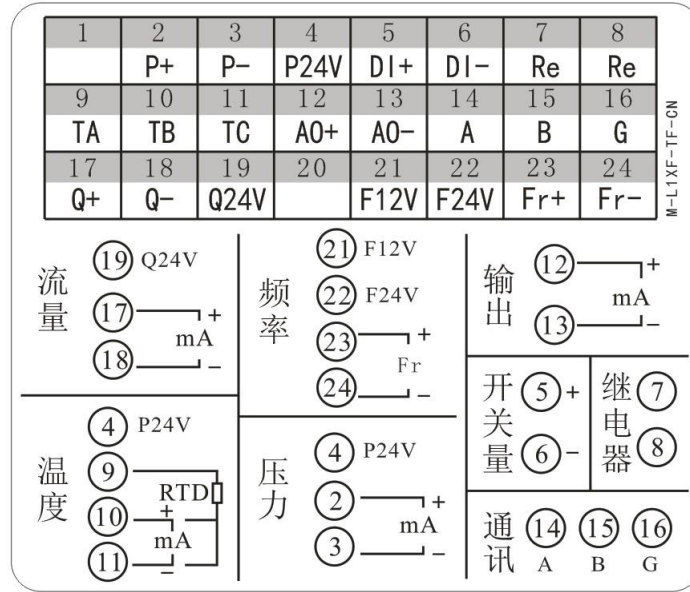 1 2 3 4 5 6 7 8
P+ P- P24V DI+ DI- Re Re
9 10 11 12 13 14 15 16
TA TB TC AO+ AO- A B G
17 18 19 20 21 22 23 24
Q+ Q- Q24V F12V F24V Fr+ Fr-
M-L1XF-TF-CN
流量
19 Q24V
17 +
mA
18 -
频率
21 F12V
22 F24V
23 +
Fr
24 -
输出
12 +
mA
13 -
开关量
5 +
6 -
继电器
7
8
温度
4 P24V
9
RTD
10 +
mA
11 -
压力
4 P24V
2 +
mA
3 -
通讯
14 15 16
A B G